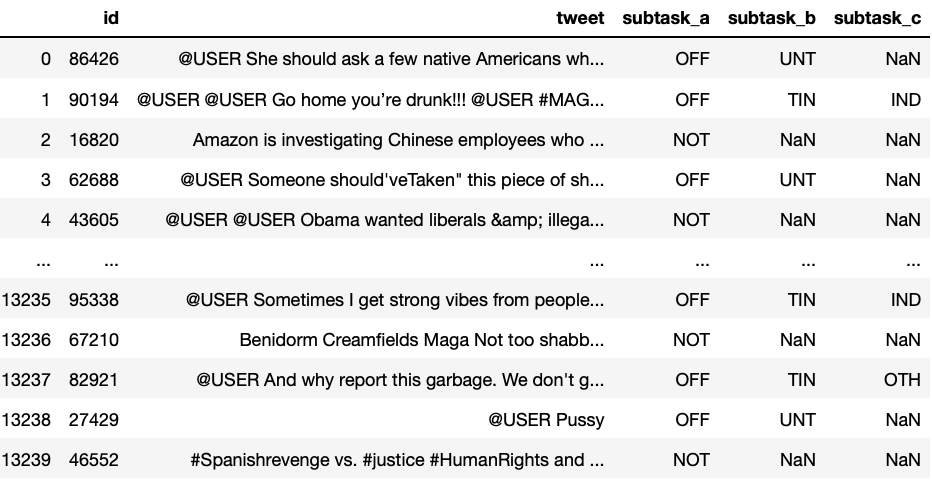 id tweet subtask_a subtask_b subtask_c
0 86426 @USER She should ask a few native Americans wh... OFF UNT NaN
1 90194 @USER @USER Go home you’re drunk!!! @USER #MAG... OFF TIN IND
2 16820 Amazon is investigating Chinese employees who ... NOT NaN NaN
3 62688 @USER Someone should'veTaken" this piece of sh... OFF UNT NaN
4 43605 @USER @USER Obama wanted liberals &amp; illega... NOT NaN NaN
... ... ... ... ... ...
13235 95338 @USER Sometimes I get strong vibes from people... OFF TIN IND
13236 67210 Benidorm Creamfields Maga Not too shabb... NOT NaN NaN
13237 82921 @USER And why report this garbage. We don't g... OFF TIN OTH
13238 27429 @USER Pussy OFF UNT NaN
13239 46552 #Spanishrevenge vs. #justice #HumanRights and ... NOT NaN NaN